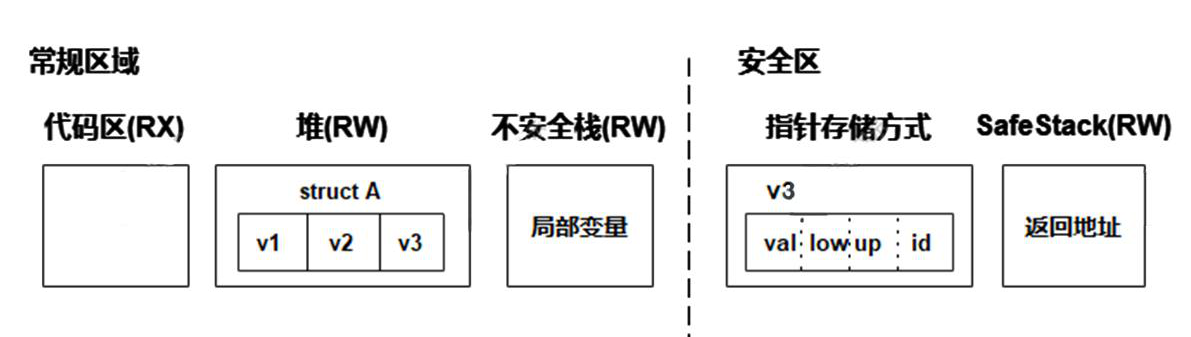 常规区域
安全区
代码区(RX)
堆(RW)
不安全栈(RW)
指针存储方式
SafeStack(RW)
struct A
v1 v2 v3
局部变量
v3
val low up id
返回地址